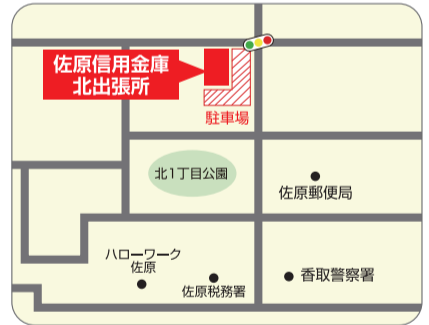 佐原信用金庫
北出張所
駐車場
北1丁目公園
佐原郵便局
ハローワーク
佐原
佐原税務署
香取警察署